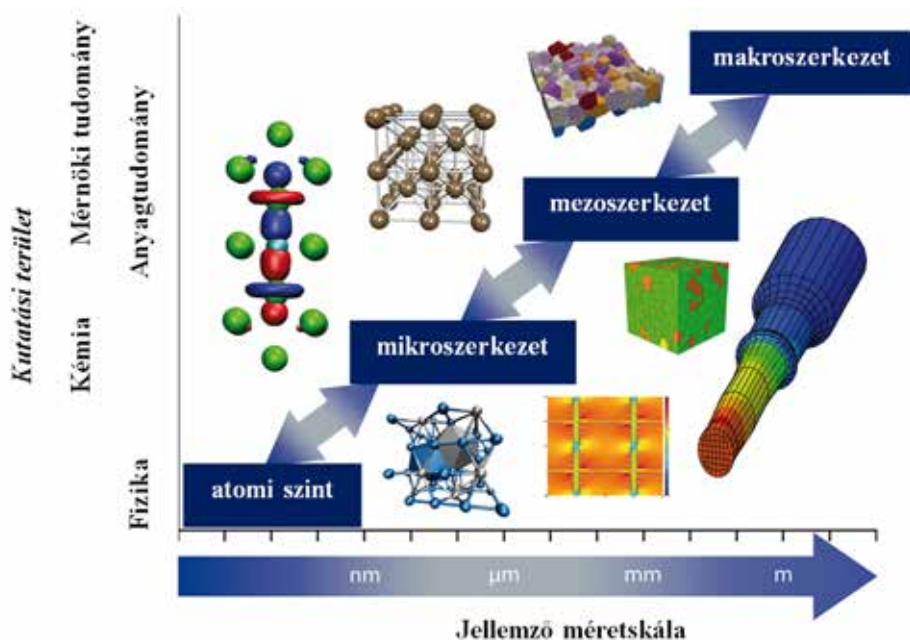 Kutatási terület
Mérnöki tudomány
Kémia
Anyagtudomány
Fizika
makroszerkezet
mezoszerkezet
mikroszerkezet
atomi szint
nm μm mm m
Jellemző méretskála